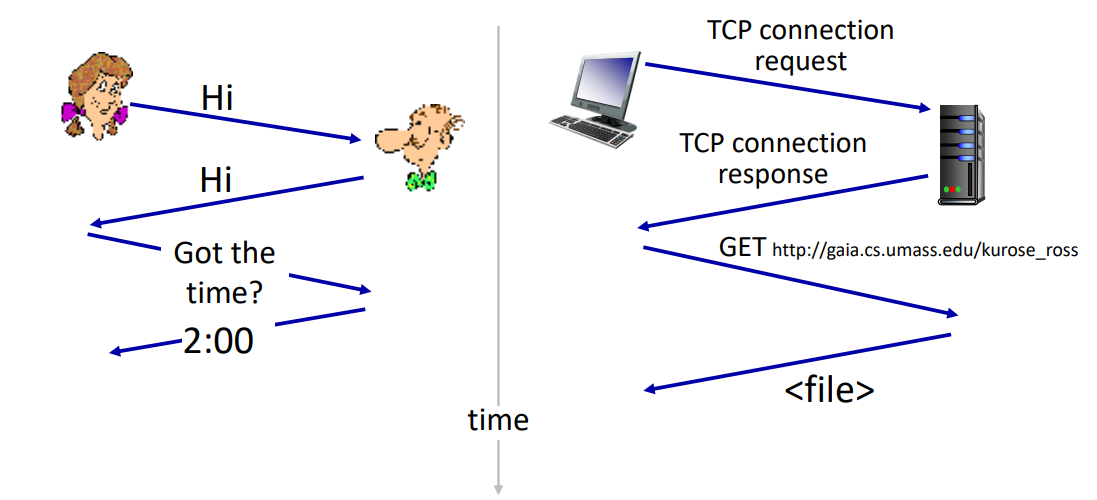 Hi
Hi
Got the
time?
2:00
time
TCP connection
request
TCP connection
response
GET http://gaia.cs.umass.edu/kurose_ross
<file>